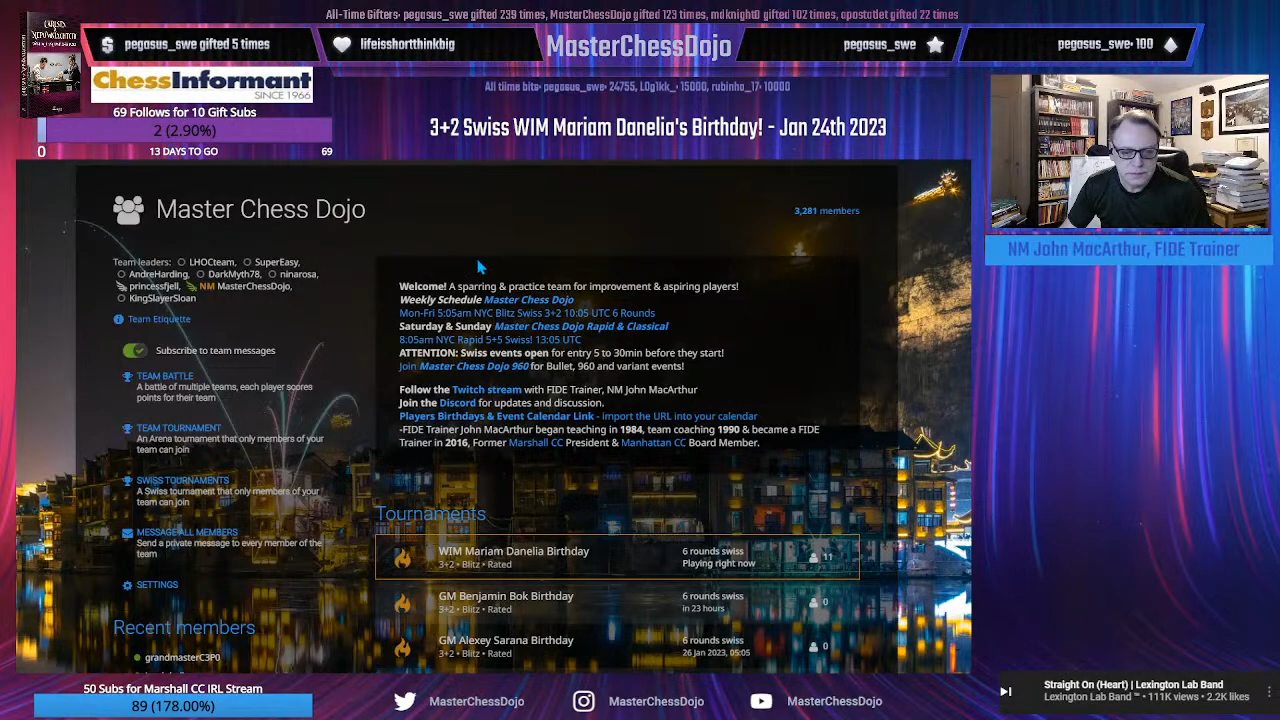 All-Time Gifters• pegasus_swe gifted 239 times, MasterChessDojo gifted 123 times, mdknightD gifted 102 times, apostatlet gifted 22 times
pegasus_swe gifted 5 times
lifeisshortthinkbig
MasterChessDojo
pegasus_swe
pegasus_swe• 100
ChessInformant
SINCE 1966
All tiime bits• pegasus_swe• 24755, L0g1kk_• 15000, rubinho_17• 10000
69 Follows for 10 Gift Subs
2 (2.90%)
0
13 DAYS TO GO
69
3+2 Swiss WIM Mariam Danelia's Birthday! - Jan 24th 2023
NM John MacArthur, FIDE Trainer
Master Chess Dojo
3,281 members
Team leaders: LHOCteam, SuperEasy,
AndreHarding, DarkMyth78, ninarosa,
princessfjell, NM MasterChessDojo,
KingSlayerSloan
Team Etiquette
Subscribe to team messages
TEAM BATTLE
A battle of multiple teams, each player scores
points for their team
TEAM TOURNAMENT
An Arena tournament that only members of your
team can join
SWISS TOURNAMENTS
A Swiss tournament that only members of your
team can join
MESSAGE ALL MEMBERS
Send a private message to every member of the
team
SETTINGS
Recent members
grandmasterC3P0
Welcome! A sparring & practice team for improvement & aspiring players!
Weekly Schedule Master Chess Dojo
Mon-Fri 5:05am NYC Blitz Swiss 3+2 10:05 UTC 6 Rounds
Saturday & Sunday Master Chess Dojo Rapid & Classical
8:05am NYC Rapid 5+5 Swiss! 13:05 UTC
ATTENTION: Swiss events open for entry 5 to 30min before they start!
Join Master Chess Dojo 960 for Bullet, 960 and variant events!
Follow the Twitch stream with FIDE Trainer, NM John MacArthur
Join the Discord for updates and discussion.
Players Birthdays & Event Calendar Link - import the URL into your calendar
-FIDE Trainer John MacArthur began teaching in 1984, team coaching 1990 & became a FIDE
Trainer in 2016, Former Marshall CC President & Manhattan CC Board Member.
Tournaments
WIM Mariam Danelia Birthday
3+2 • Blitz • Rated
6 rounds swiss
Playing right now
11
GM Benjamin Bok Birthday
3+2 • Blitz • Rated
6 rounds swiss
in 23 hours
0
GM Alexey Sarana Birthday
3+2 • Blitz • Rated
6 rounds swiss
26 Jan 2023, 05:05
0
50 Subs for Marshall CC IRL Stream
89 (178.00%)
MasterChessDojo
MasterChessDojo
MasterChessDojo
Straight On (Heart) | Lexington Lab Band
Lexington Lab Band ™ • 111K views • 2.2K likes